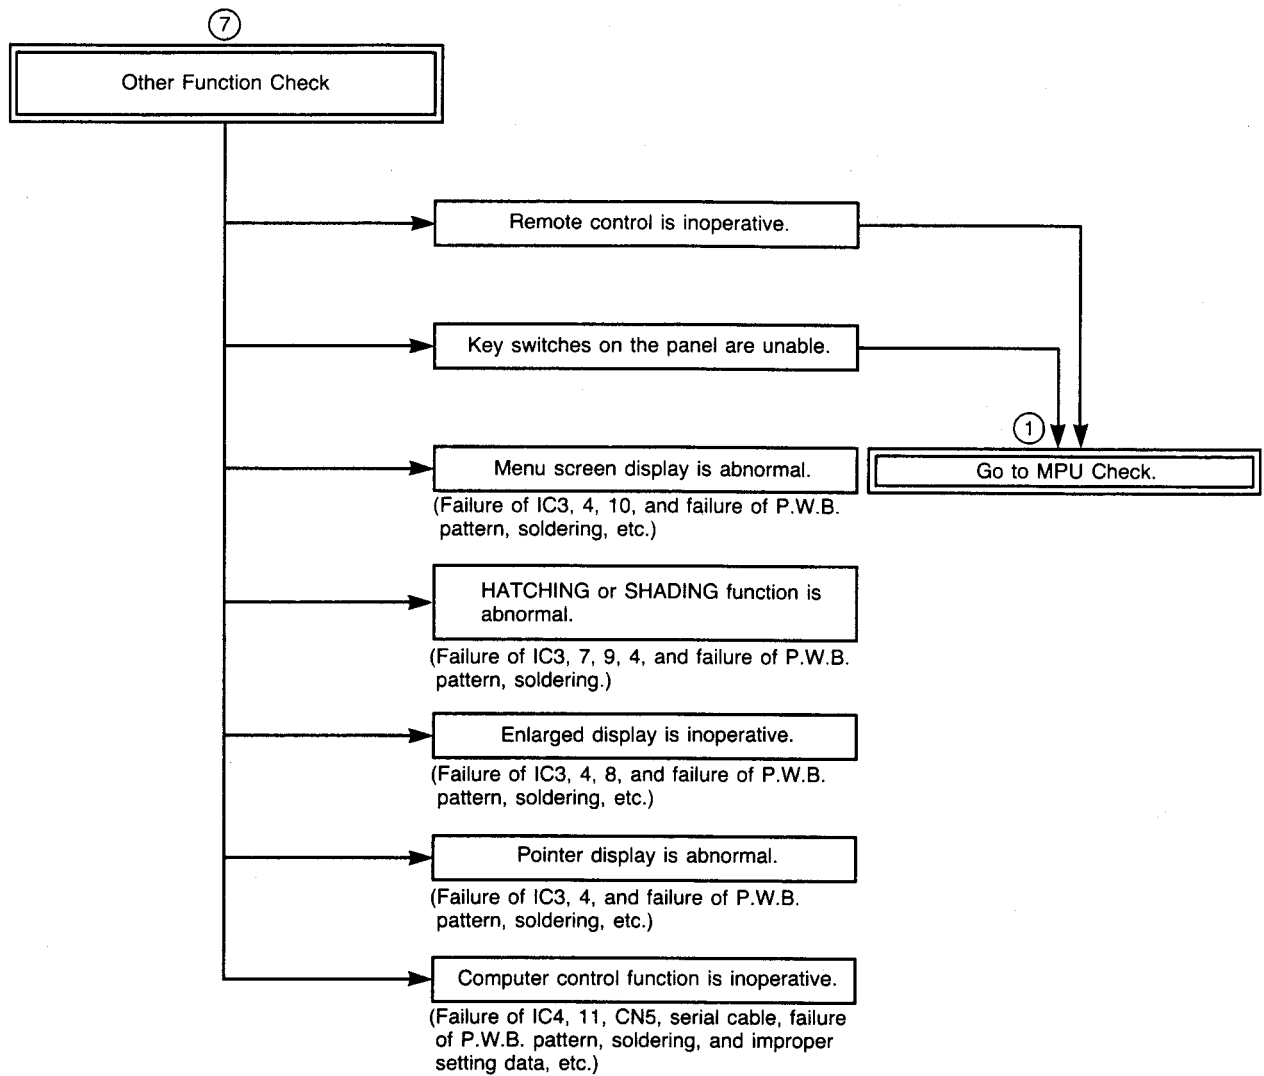 7
Other Function Check
Remote control is inoperative.
Key switches on the panel are unable.
1
Go to MPU Check.
Menu screen display is abnormal.
(Failure of IC3, 4, 10, and failure of P.W.B.
pattern, soldering, etc.)
HATCHING or SHADING function is
abnormal.
(Failure of IC3, 7, 9, 4, and failure of P.W.B.
pattern, soldering.)
Enlarged display is inoperative.
(Failure of IC3, 4, 8, and failure of P.W.B.
pattern, soldering, etc.)
Pointer display is abnormal.
(Failure of IC3, 4, and failure of P.W.B.
pattern, soldering, etc.)
Computer control function is inoperative.
(Failure of IC4, 11, CN5, serial cable, failure
of P.W.B. pattern, soldering, and improper
setting data, etc.)